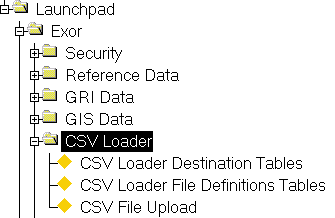 Launchpad
Exor
Security
Reference Data
GRI Data
GIS Data
CSV Loader
CSV Loader Destination Tables
CSV Loader File Definitions Tables
CSV File Upload